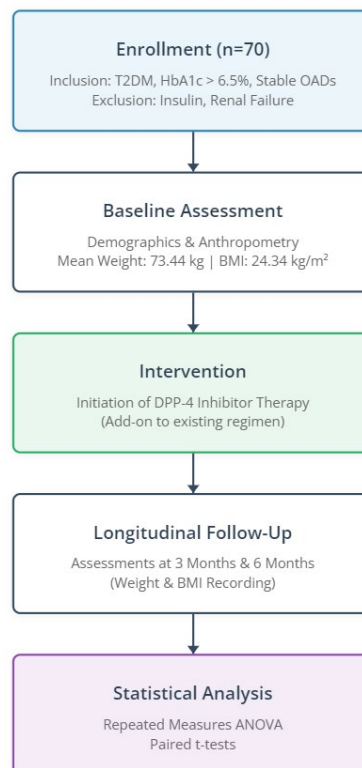 Enrollment (n=70)
Inclusion: T2DM, HbA1c > 6.5%, Stable OADs
Exclusion: Insulin, Renal Failure
Baseline Assessment
Demographics & Anthropometry
Mean Weight: 73.44 kg | BMI: 24.34 kg/m²
Intervention
Initiation of DPP-4 Inhibitor Therapy
(Add-on to existing regimen)
Longitudinal Follow-Up
Assessments at 3 Months & 6 Months
(Weight & BMI Recording)
Statistical Analysis
Repeated Measures ANOVA
Paired t-tests